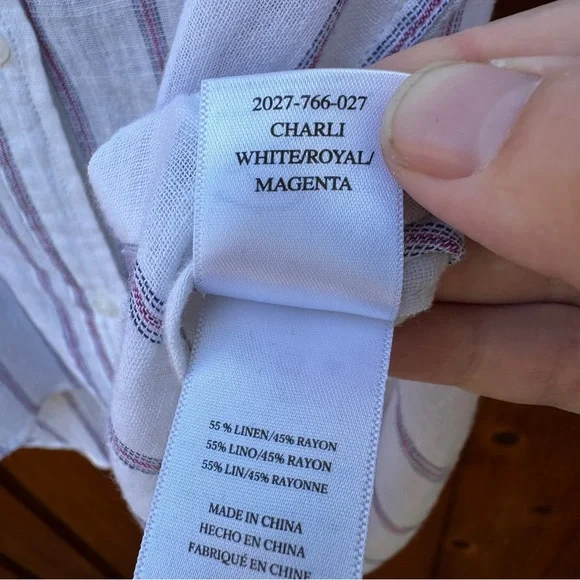 2027-766-027
CHARLI
WHITE/ROYAL/
MAGENTA
55 % LINEN/45% RAYON
55% LINO/45% RAYON
55% LIN/45% RAYONNE
MADE IN CHINA
HECHO EN CHINA
FABRIQUÉ EN CHINE